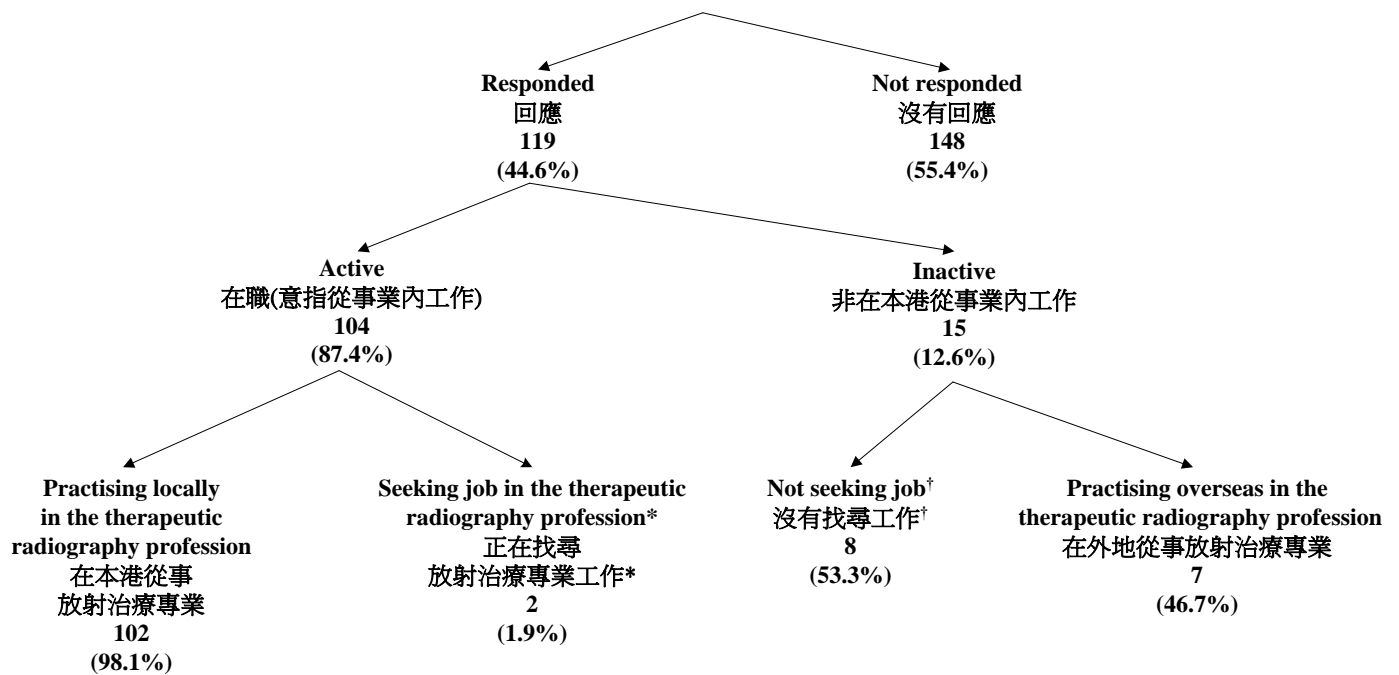 Responded
回應
119
(44.6%)
Not responded
沒有回應
148
(55.4%)
Active
在職(意指從事業內工作)
104
(87.4%)
Inactive
非在本港從事業內工作
15
(12.6%)
Practising locally
in the therapeutic
radiography profession
在本港從事
放射治療專業
102
(98.1%)
Seeking job in the therapeutic
radiography profession*
正在找尋
放射治療專業工作*
2
(1.9%)
Not seeking job†
沒有找尋工作†
8
(53.3%)
Practising overseas in the
therapeutic radiography profession
在外地從事放射治療專業
7
(46.7%)